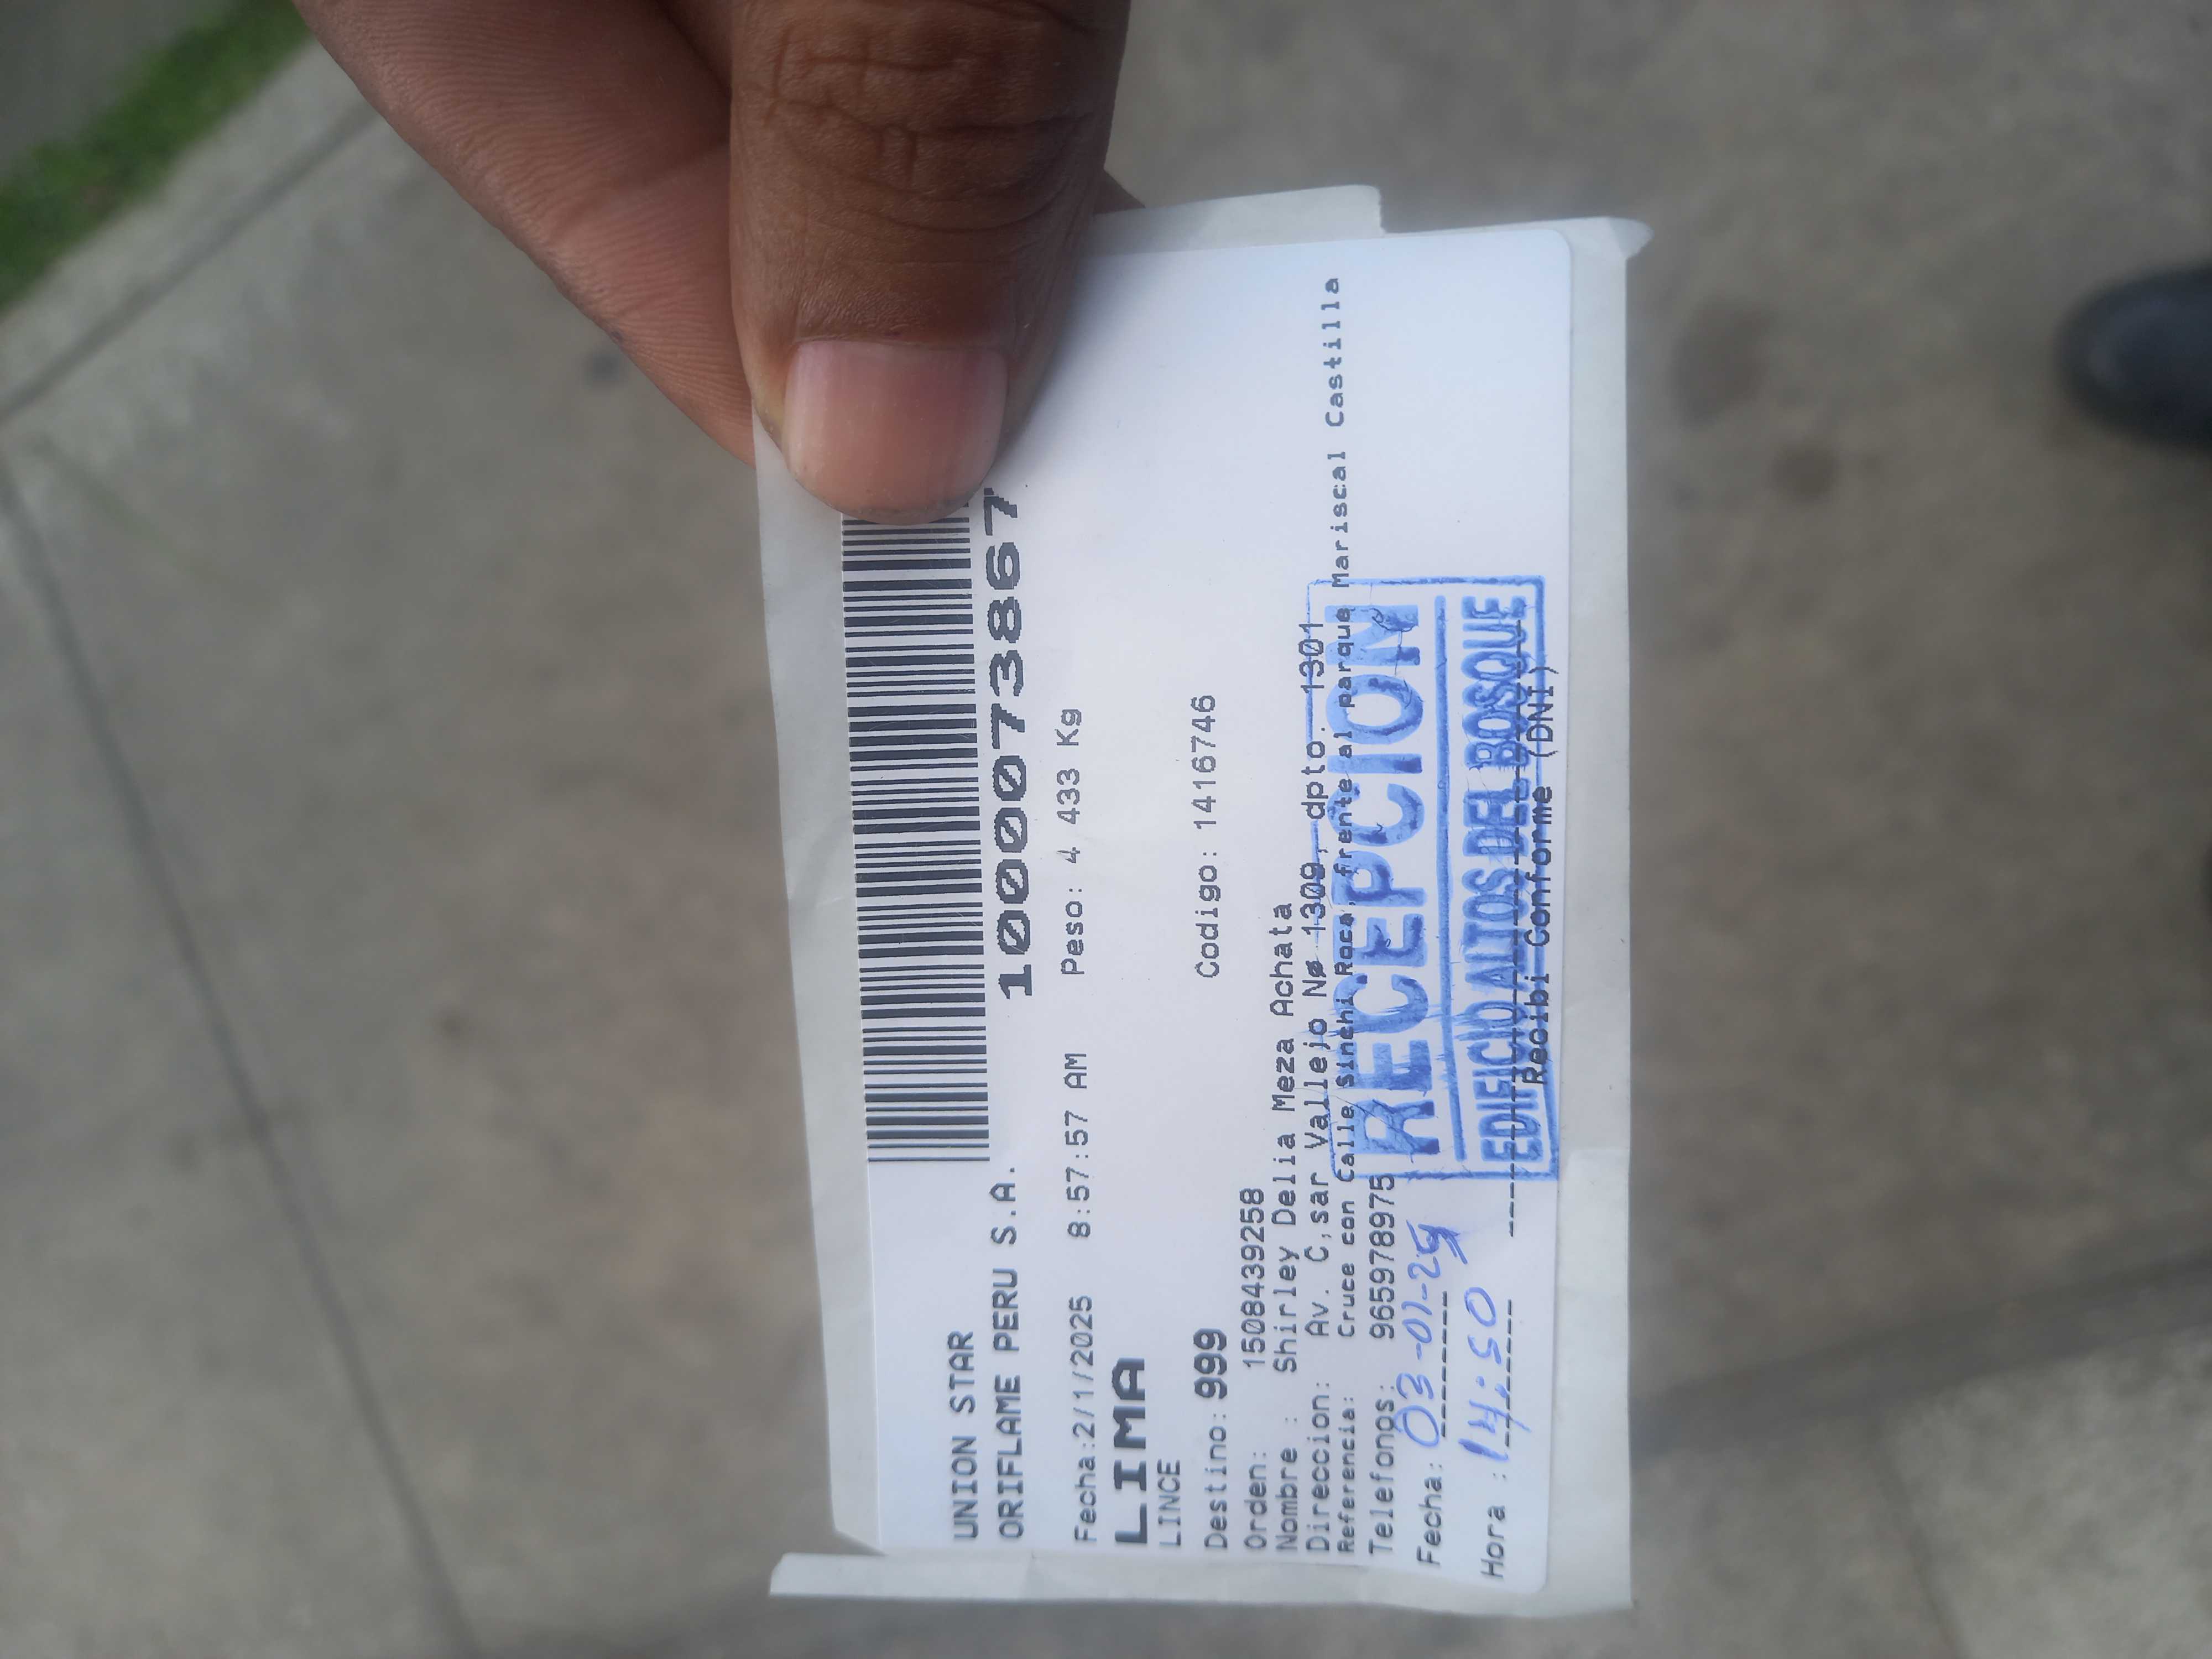 UNION STAR
ORIFLAME PERU S.A.
1000073867
Fecha:2/1/2025 8:57:57 AM Peso: 4 433 Kg
LIMA
LINCE
Destino: 999 Codigo: 1416746
Orden: 1508439258
Nombre : Shirley Delia Meza Achata
Direccion: Av. C,sar Vallejo Nø 1309, dpto. 1301
Referencia: Cruce con Calle Sinchi Roca, frente al parque Mariscal Castilla
Telefonos: 965978975
RECEPCION
Fecha: 03-01-25
EDIFICIO ALTOS DEL BOSQUE
Hora : 14:50
Recibi Conforme (DNI)